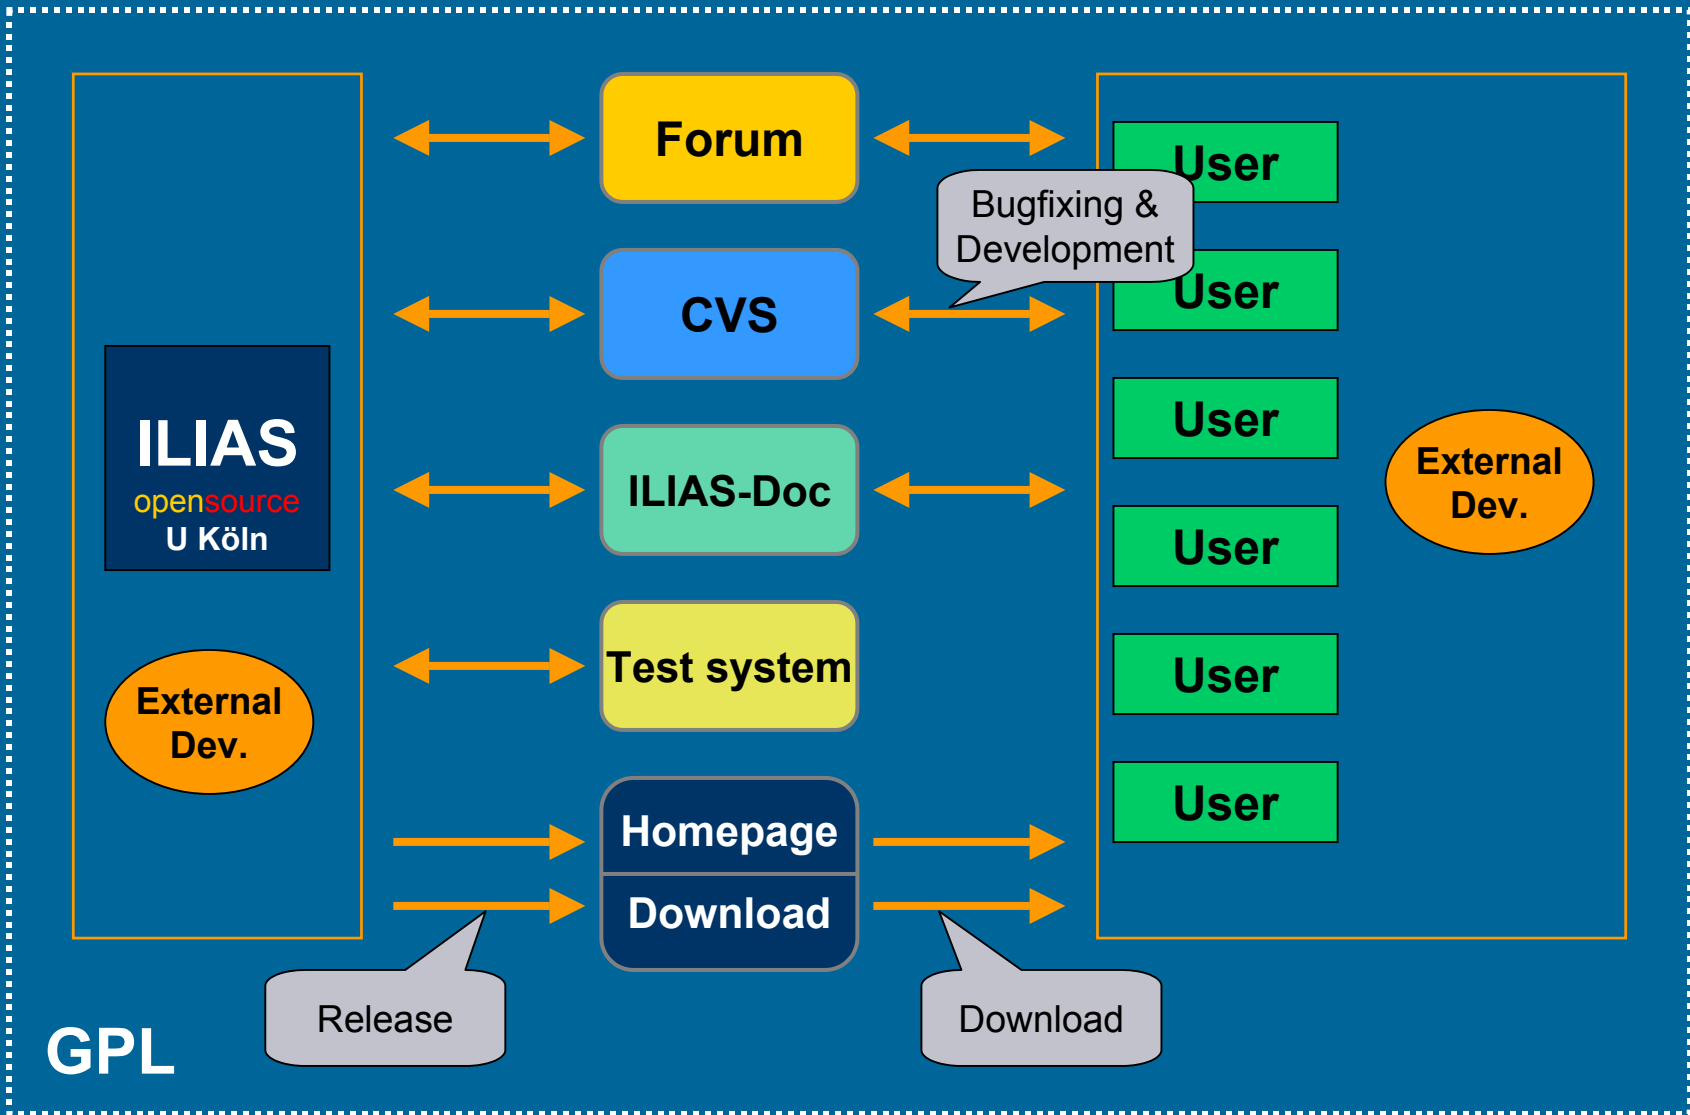 Forum
CVS
ILIAS-Doc
Test system
Homepage
Download
ILIAS
opensource
U Köln
External
Dev.
Bugfixing &
Development
User
User
User
User
User
User
External
Dev.
Release
Download
GPL